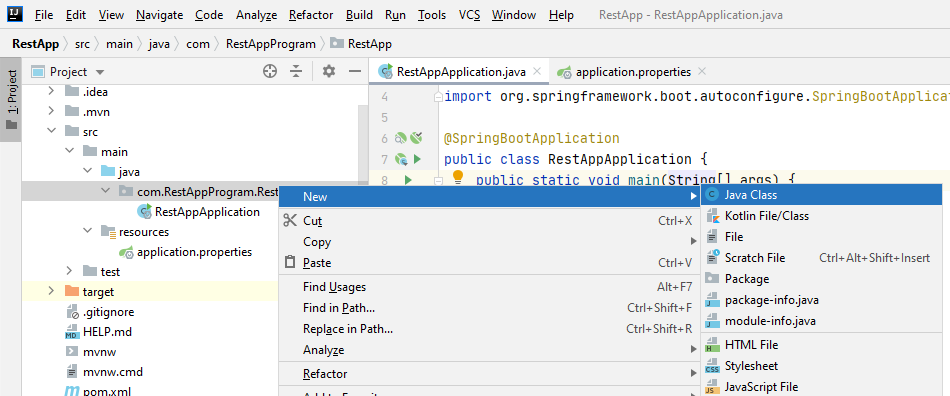 IJ File Edit View Navigate Code Analyze Refactor Build Run Tools VCS Window Help RestApp - RestAppApplication.java
RestApp src main java com RestAppProgram RestApp
1: Project
Project
RestAppApplication.java
application.properties
.idea
.mvn
src
main
java
com.RestAppProgram.Rest
RestAppApplication
resources
application.properties
test
target
.gitignore
HELP.md
mvnw
mvnw.cmd
pom.xml
4 import org.springframework.boot.autoconfigure.SpringBootApplica
5
6 @SpringBootApplication
7 public class RestAppApplication {
8 public static void main(String[] args) {
New
Cut Ctrl+X
Copy
Paste Ctrl+V
Find Usages Alt+F7
Find in Path... Ctrl+Shift+F
Replace in Path... Ctrl+Shift+R
Analyze
Refactor
Java Class
Kotlin File/Class
File
Scratch File Ctrl+Alt+Shift+Insert
Package
package-info.java
module-info.java
HTML File
Stylesheet
JavaScript File